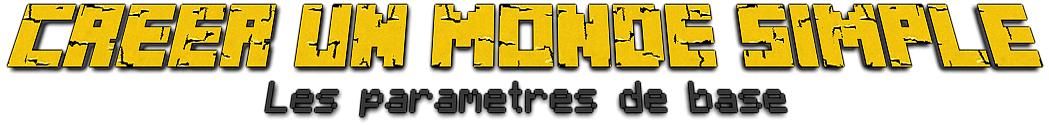 CREER UN MONDE SIMPLE
Les parametres de base